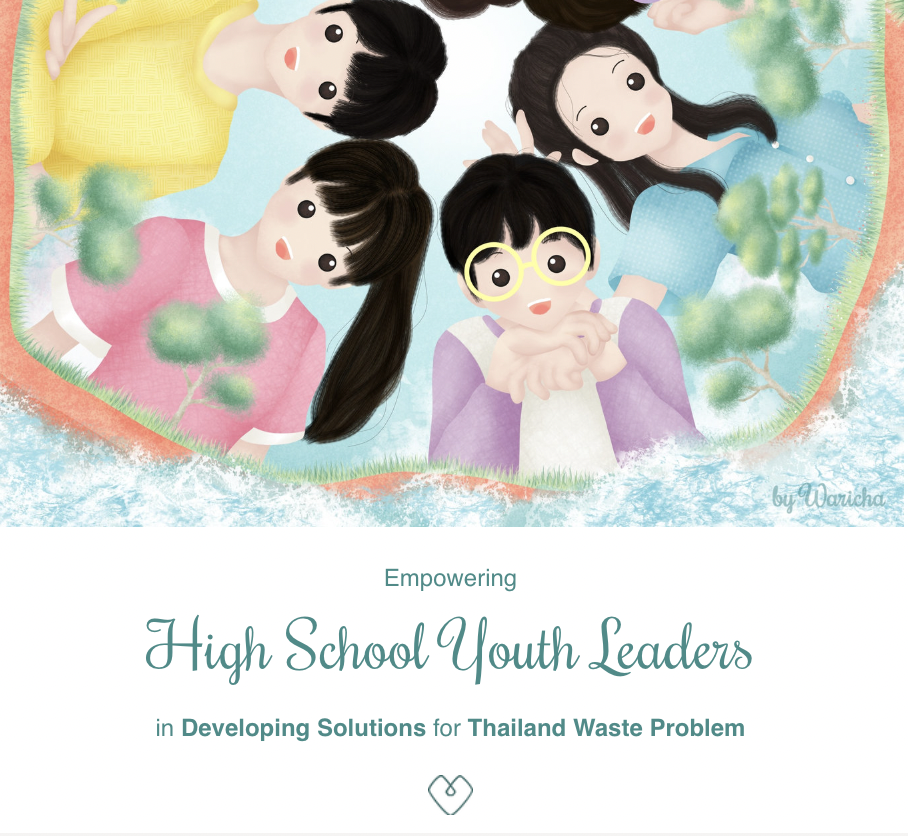 by Waricha
Empowering
High School Youth Leaders
in Developing Solutions for Thailand Waste Problem